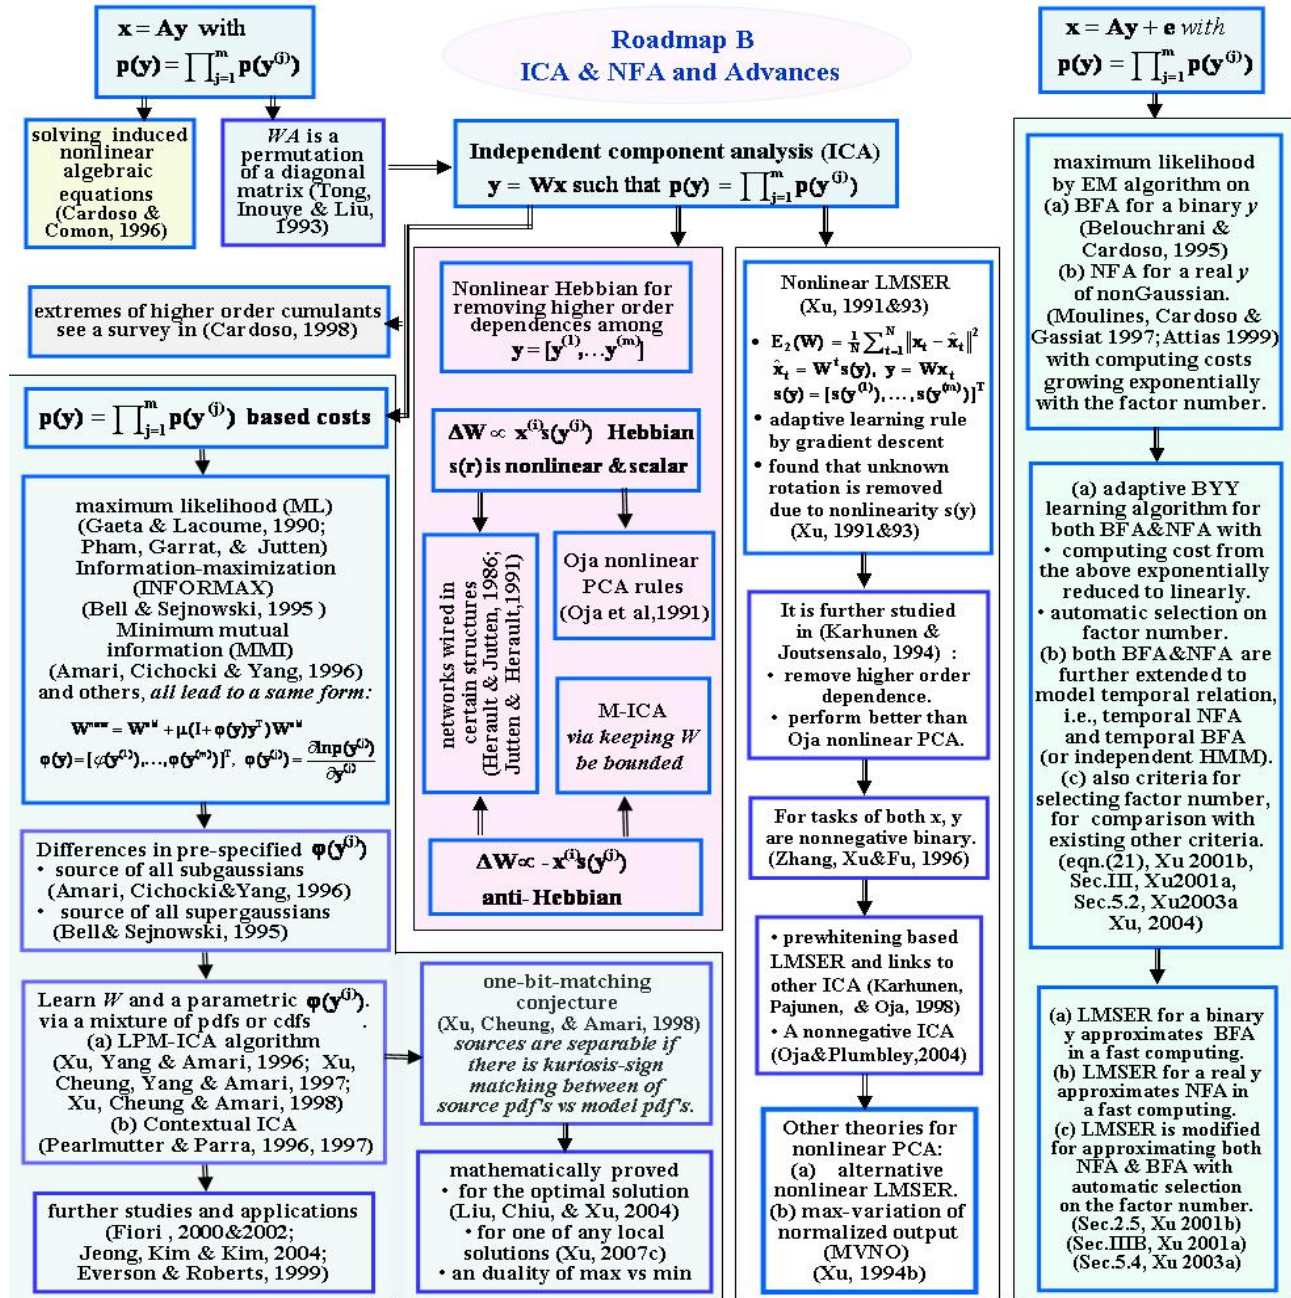 x = Ay with
p(y) = ∏_{j=1}^{m} p(y^{(j)})
Roadmap B
ICA & NFA and Advances
x = Ay + e with
p(y) = ∏_{j=1}^{m} p(y^{(j)})
solving induced
nonlinear
algebraic
equations
(Cardoso &
Comon, 1996)
WA is a
permutation
of a diagonal
matrix (Tong,
Inouye & Liu,
1993)
Independent component analysis (ICA)
y = Wx such that p(y) = ∏_{j=1}^{m} p(y^{(j)})
extremes of higher order cumulants
see a survey in (Cardoso, 1998)
p(y) = ∏_{j=1}^{m} p(y^{(j)}) based costs
maximum likelihood (ML)
(Gaeta & Lacoume, 1990;
Pham, Garrat, & Jutten)
Information-maximization
(INFORMAX)
(Bell & Sejnowski, 1995 )
Minimum mutual
information (MMI)
(Amari, Cichocki & Yang, 1996)
and others, all lead to a same form:
W^{new} = W^{old} + μ(I+ φ(y)y^T)W^{old}
φ(y) = [φ(y^{(1)}),…,φ(y^{(m)})]^T, φ(y^{(j)}) = ∂lnp(y^{(j)})/∂y^{(j)}
Differences in pre-specified φ(y^{(j)})
• source of all subgaussians
(Amari, Cichocki&Yang, 1996)
• source of all supergaussians
(Bell& Sejnowski, 1995)
Learn W and a parametric φ(y^{(j)}).
via a mixture of pdfs or cdfs .
(a) LPM-ICA algorithm
(Xu, Yang & Amari, 1996; Xu,
Cheung, Yang & Amari, 1997;
Xu, Cheung & Amari, 1998)
(b) Contextual ICA
(Pearlmutter & Parra, 1996, 1997)
further studies and applications
(Fiori , 2000&2002;
Jeong, Kim & Kim, 2004;
Everson & Roberts, 1999)
Nonlinear Hebbian for
removing higher order
dependences among
y = [y^{(1)},…y^{(m)}]
ΔW ∝ x^{(i)}s(y^{(j)}) Hebbian
s(r) is nonlinear & scalar
networks wired in
certain structures
(Herault & Jutten, 1986;
Jutten & Herault,1991)
Oja nonlinear
PCA rules
(Oja et al,1991)
M-ICA
via keeping W
be bounded
ΔW ∝ - x^{(i)}s(y^{(j)})
anti- Hebbian
one-bit-matching
conjecture
(Xu, Cheung, & Amari, 1998)
sources are separable if
there is kurtosis-sign
matching between of
source pdf's vs model pdf's.
mathematically proved
• for the optimal solution
(Liu, Chiu, & Xu, 2004)
• for one of any local
solutions (Xu, 2007c)
• an duality of max vs min
Nonlinear LMSER
(Xu, 1991&93)
• E_2(W) = 1/N ∑_{t-1}^{N} ||x_t − x̂_t||^2
x̂_t = W^t s(y), y = Wx_t
s(y) = [s(y^{(1)}),…,s(y^{(m)})]^T
• adaptive learning rule
by gradient descent
• found that unknown
rotation is removed
due to nonlinearity s(y)
(Xu, 1991&93)
It is further studied
in (Karhunen &
Joutsensalo, 1994) :
• remove higher order
dependence.
• perform better than
Oja nonlinear PCA.
For tasks of both x, y
are nonnegative binary.
(Zhang, Xu&Fu, 1996)
• prewhitening based
LMSER and links to
other ICA (Karhunen,
Pajunen, & Oja, 1998)
• A nonnegative ICA
(Oja&Plumbley,2004)
Other theories for
nonlinear PCA:
(a) alternative
nonlinear LMSER.
(b) max-variation of
normalized output
(MVNO)
(Xu, 1994b)
maximum likelihood
by EM algorithm on
(a) BFA for a binary y
(Belouchrani &
Cardoso, 1995)
(b) NFA for a real y
of nonGaussian.
(Moulines, Cardoso &
Gassiat 1997; Attias 1999)
with computing costs
growing exponentially
with the factor number.
(a) adaptive BYY
learning algorithm for
both BFA&NFA with
• computing cost from
the above exponentially
reduced to linearly.
• automatic selection on
factor number.
(b) both BFA&NFA are
further extended to
model temporal relation,
i.e., temporal NFA
and temporal BFA
(or independent HMM).
(c) also criteria for
selecting factor number,
for comparison with
existing other criteria.
(eqn.(21), Xu 2001b,
Sec.III, Xu2001a,
Sec.5.2, Xu2003a
Xu, 2004)
(a) LMSER for a binary
y approximates BFA
in a fast computing.
(b) LMSER for a real y
approximates NFA in
a fast computing.
(c) LMSER is modified
for approximating both
NFA & BFA with
automatic selection
on the factor number.
(Sec.2.5, Xu 2001b)
(Sec.IIIB, Xu 2001a)
(Sec.5.4, Xu 2003a)